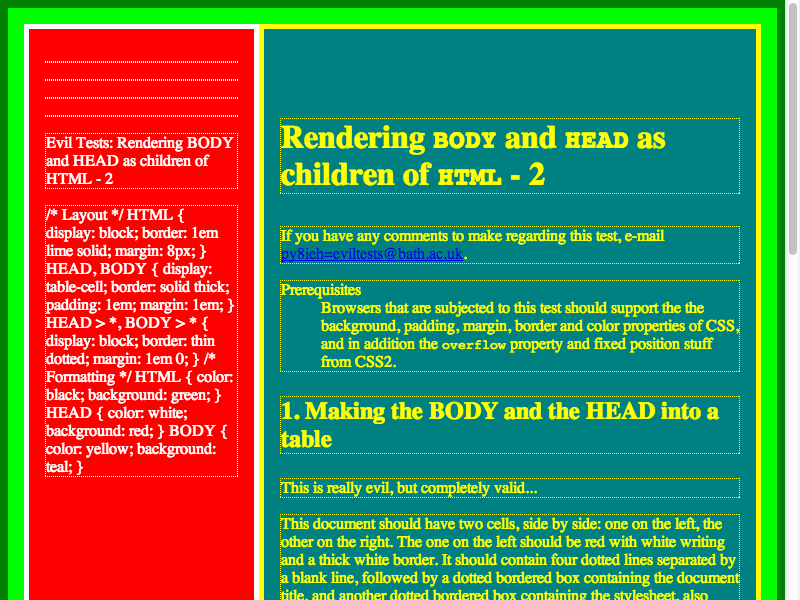 Evil Tests: Rendering BODY
and HEAD as children of
HTML - 2
/* Layout */ HTML {
display: block; border: 1em
lime solid; margin: 8px; }
HEAD, BODY { display:
table-cell; border: solid thick;
padding: 1em; margin: 1em; }
HEAD > *, BODY > * {
display: block; border: thin
dotted; margin: 1em 0; } /*
Formatting */ HTML { color:
black; background: green; }
HEAD { color: white;
background: red; } BODY {
color: yellow; background:
teal; }
Rendering BODY and HEAD as
children of HTML - 2
If you have any comments to make regarding this test, e-mail
py8ieh=eviltests@bath.ac.uk.
Prerequisites
Browsers that are subjected to this test should support the the
background, padding, margin, border and color properties of CSS,
and in addition the overflow property and fixed position stuff
from CSS2.
1. Making the BODY and the HEAD into a
table
This is really evil, but completely valid...
This document should have two cells, side by side: one on the left, the
other on the right. The one on the left should be red with white writing
and a thick white border. It should contain four dotted lines separated by
a blank line, followed by a dotted bordered box containing the document
title, and another dotted bordered box containing the stylesheet, also